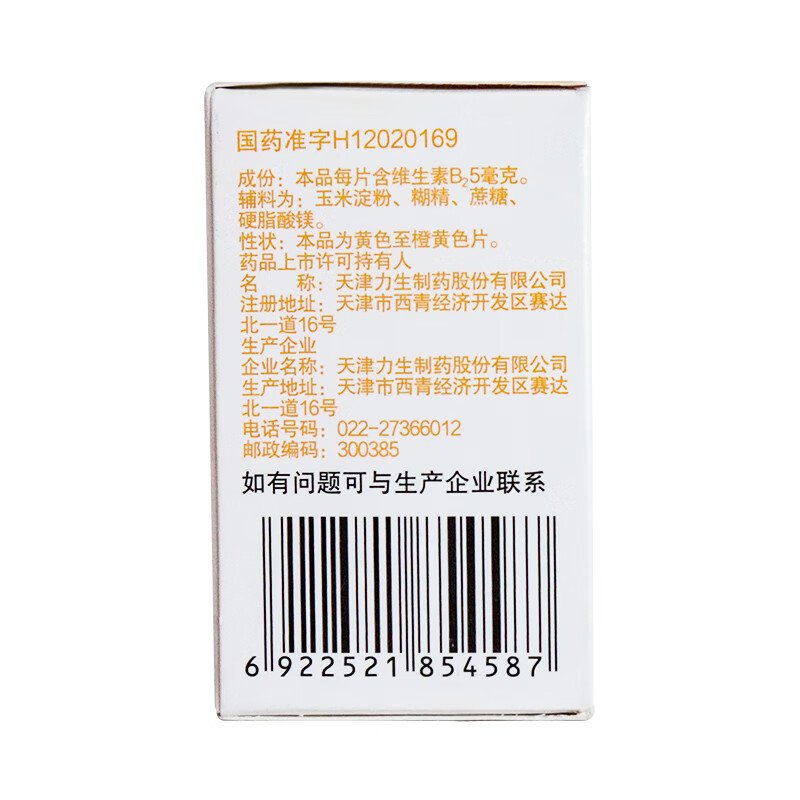 国药准字H12020169
成份：本品每片含维生素B₂5毫克。
辅料为：玉米淀粉、糊精、蔗糖、
硬脂酸镁。
性状：本品为黄色至橙黄色片。
药品上市许可持有人
名　　称：天津力生制药股份有限公司
注册地址：天津市西青经济开发区赛达
北一道16号
生产企业
企业名称：天津力生制药股份有限公司
生产地址：天津市西青经济开发区赛达
北一道16号
电话号码：022-27366012
邮政编码：300385
如有问题可与生产企业联系
6 922521 854587